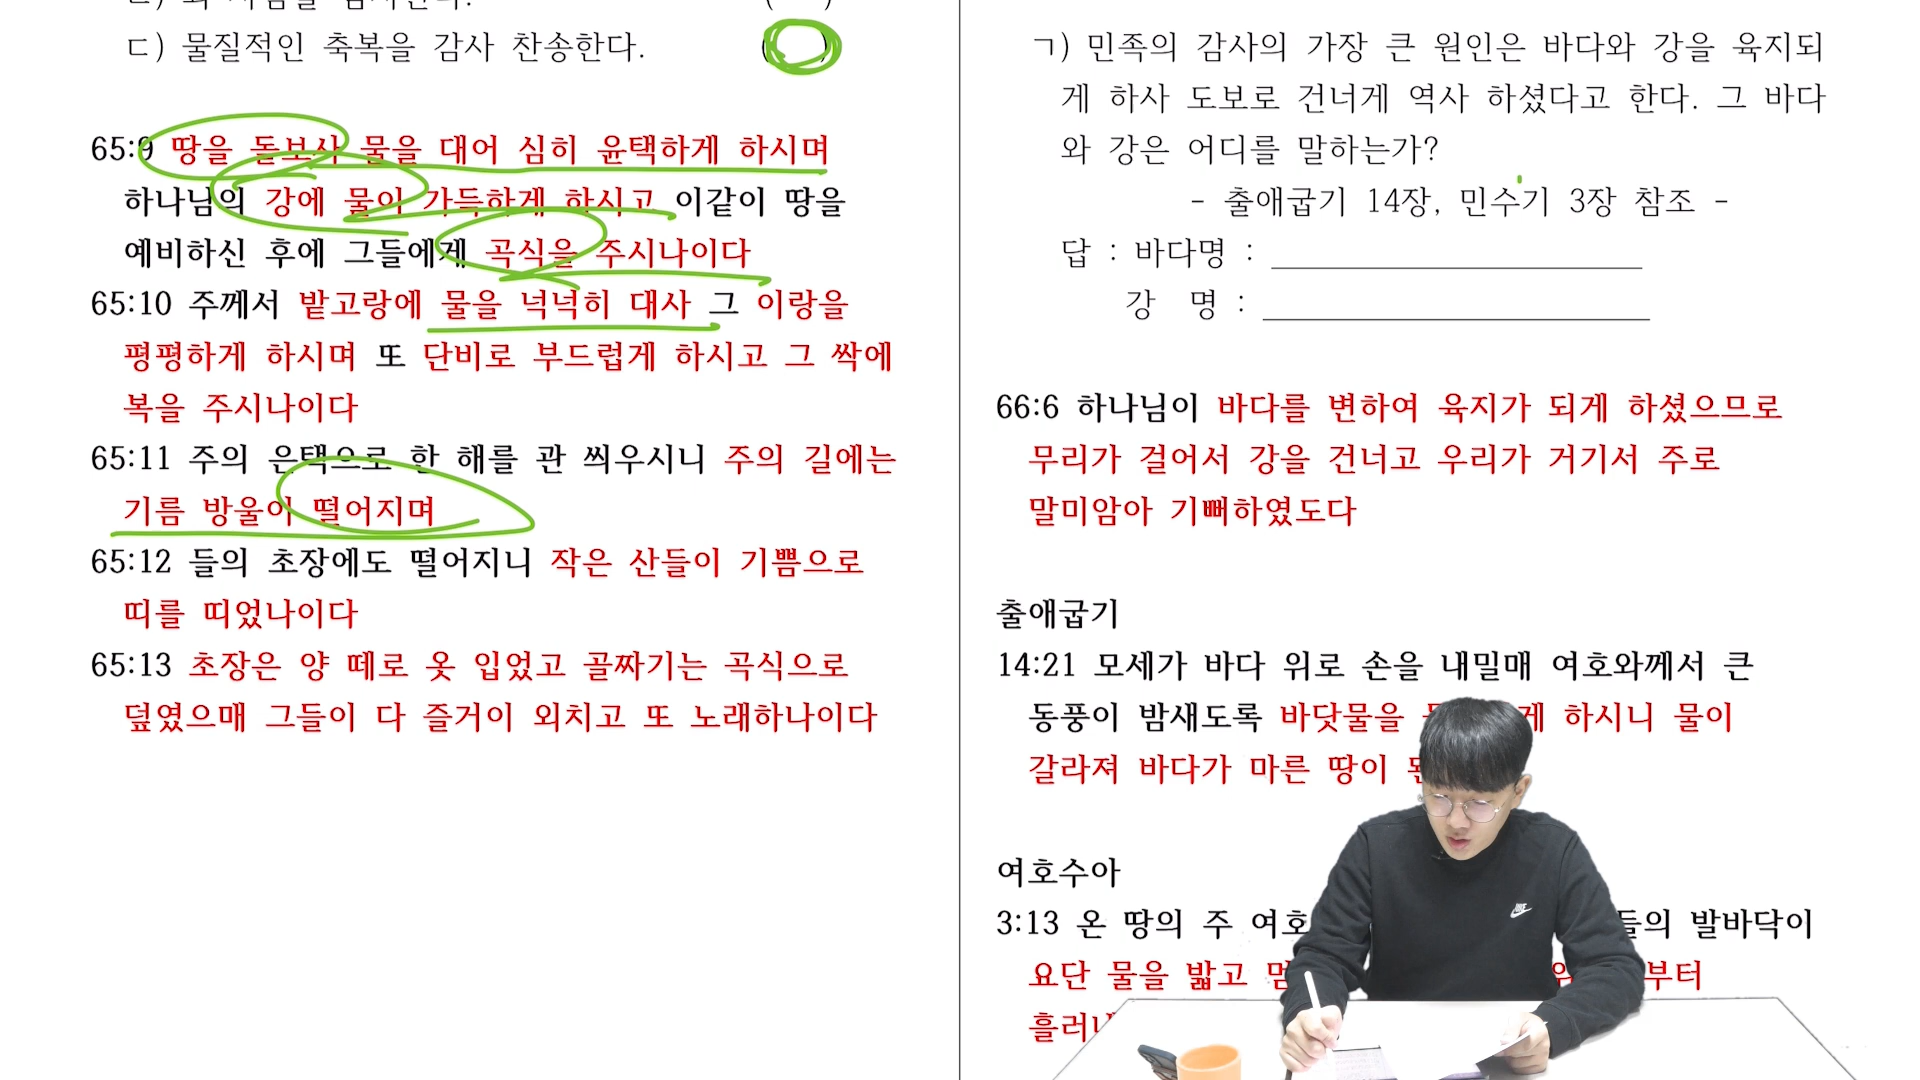 ㄷ) 물질적인 축복을 감사 찬송한다. ( )
65:9 땅을 돌보사 물을 대어 심히 윤택하게 하시며
하나님의 강에 물이 가득하게 하시고 이같이 땅을
예비하신 후에 그들에게 곡식을 주시나이다
65:10 주께서 밭고랑에 물을 넉넉히 대사 그 이랑을
평평하게 하시며 또 단비로 부드럽게 하시고 그 싹에
복을 주시나이다
65:11 주의 은택으로 한 해를 관 씌우시니 주의 길에는
기름 방울이 떨어지며
65:12 들의 초장에도 떨어지니 작은 산들이 기쁨으로
띠를 띠었나이다
65:13 초장은 양 떼로 옷 입었고 골짜기는 곡식으로
덮였으매 그들이 다 즐거이 외치고 또 노래하나이다
ㄱ) 민족의 감사의 가장 큰 원인은 바다와 강을 육지되
게 하사 도보로 건너게 역사 하셨다고 한다. 그 바다
와 강은 어디를 말하는가?
- 출애굽기 14장, 민수기 3장 참조 -
답 : 바다명 :
강 명 :
66:6 하나님이 바다를 변하여 육지가 되게 하셨으므로
무리가 걸어서 강을 건너고 우리가 거기서 주로
말미암아 기뻐하였도다
출애굽기
14:21 모세가 바다 위로 손을 내밀매 여호와께서 큰
동풍이 밤새도록 바닷물을 게 하시니 물이
갈라져 바다가 마른 땅이
여호수아
3:13 온 땅의 주 여호 들의 발바닥이
요단 물을 밟고 부터
흘러